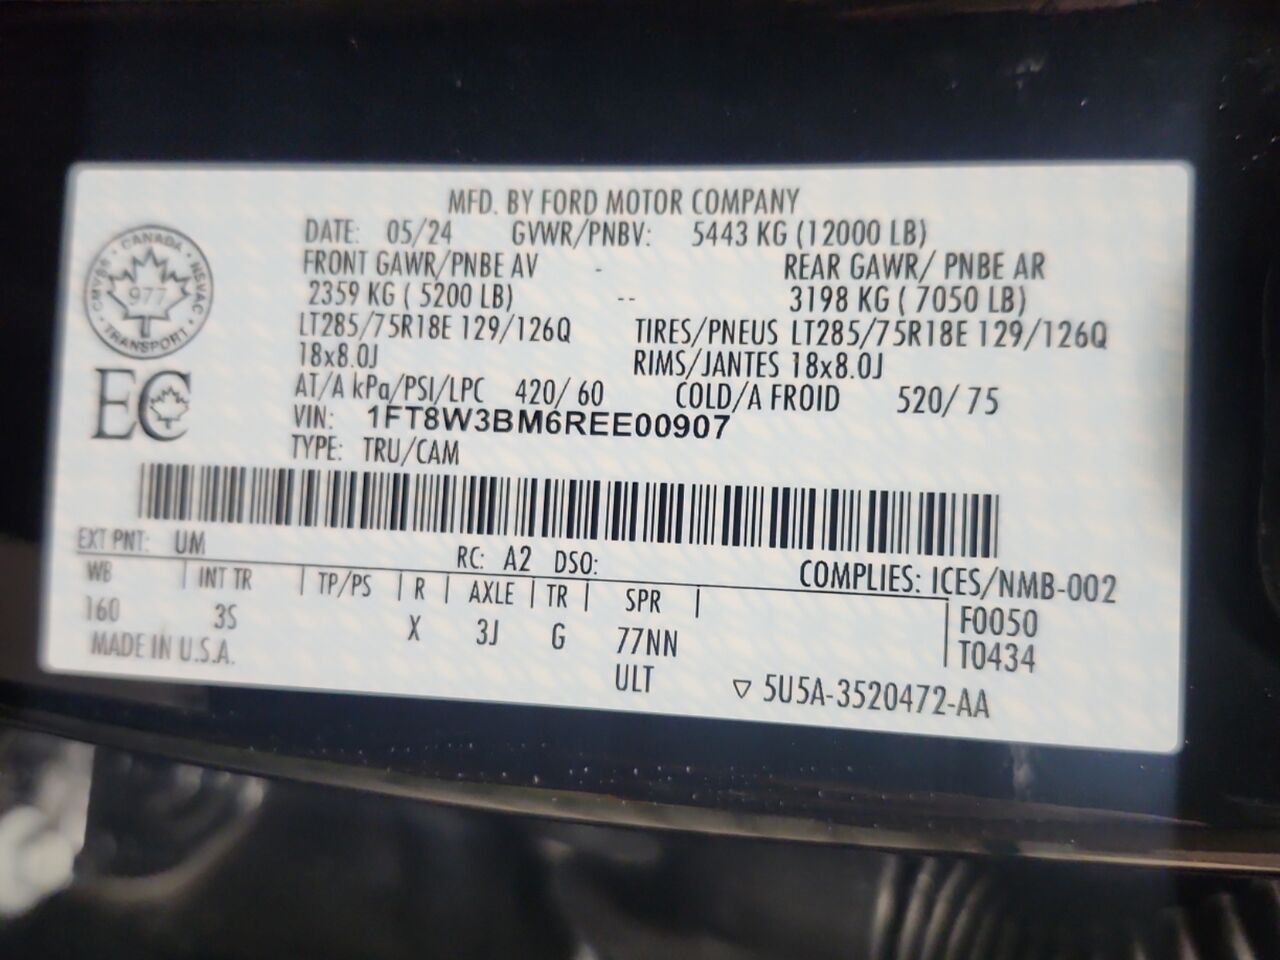 MFD. BY FORD MOTOR COMPANY
DATE: 05/24 GVWR/PNBV: 5443 KG (12000 LB)
FRONT GAWR/PNBE AV - REAR GAWR/ PNBE AR
2359 KG ( 5200 LB) -- 3198 KG ( 7050 LB)
LT285/75R18E 129/126Q TIRES/PNEUS LT285/75R18E 129/126Q
18x8.0J RIMS/JANTES 18x8.0J
AT/A kPa/PSI/LPC 420/ 60 COLD/A FROID 520/ 75
VIN: 1FT8W3BM6REE00907
TYPE: TRU/CAM
CANADA
CMVSS • NSVAC
977
TRANSPORT
EC
EXT PNT: UM RC: A2 DSO:
COMPLIES: ICES/NMB-002
WB | INT TR | TP/PS | R | AXLE | TR | SPR | F0050
160 3S X 3J G 77NN T0434
MADE IN U.S.A. ULT ▽ 5U5A-3520472-AA